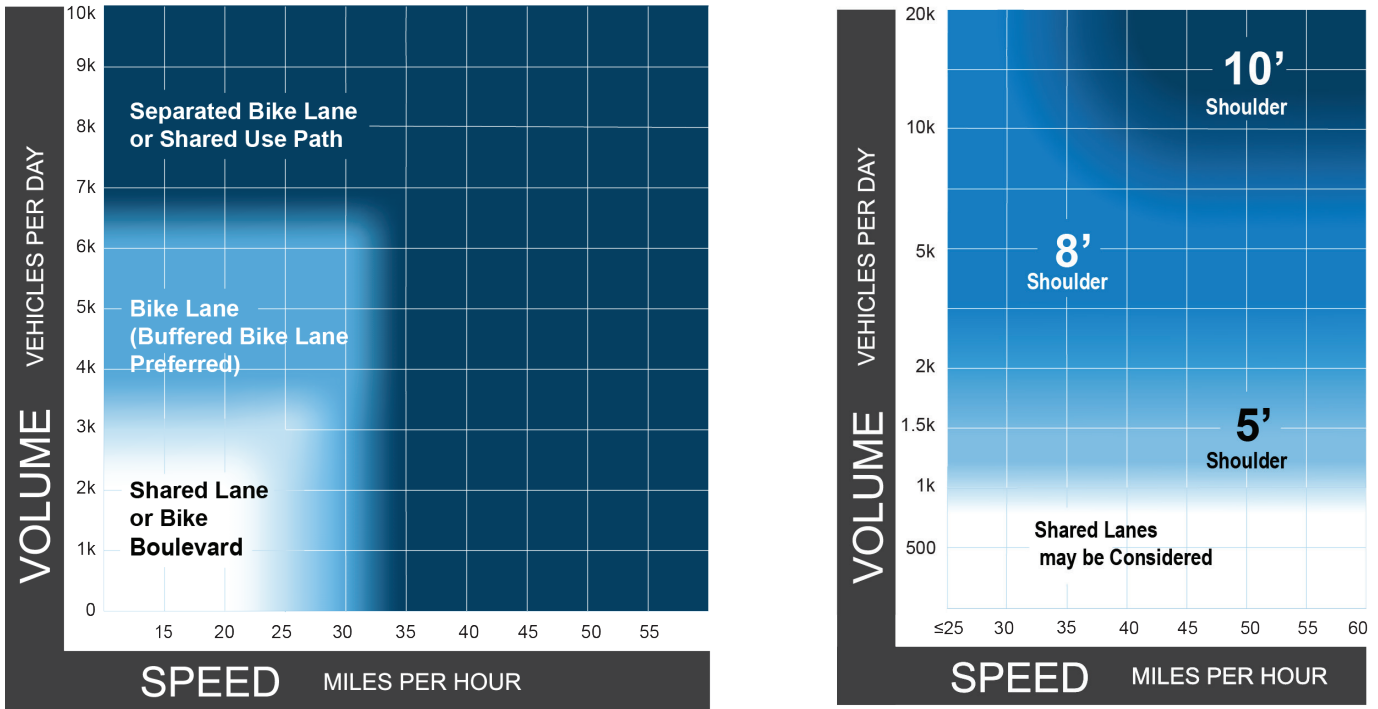 VOLUME VEHICLES PER DAY
10k
9k
8k
7k
6k
5k
4k
3k
2k
1k
0
Separated Bike Lane
or Shared Use Path
Bike Lane
(Buffered Bike Lane
Preferred)
Shared Lane
or Bike
Boulevard
15 20 25 30 35 40 45 50 55
SPEED MILES PER HOUR
VOLUME VEHICLES PER DAY
20k
10k
5k
2k
1.5k
1k
500
10’
Shoulder
8’
Shoulder
5’
Shoulder
Shared Lanes
may be Considered
≤25 30 35 40 45 50 55 60
SPEED MILES PER HOUR